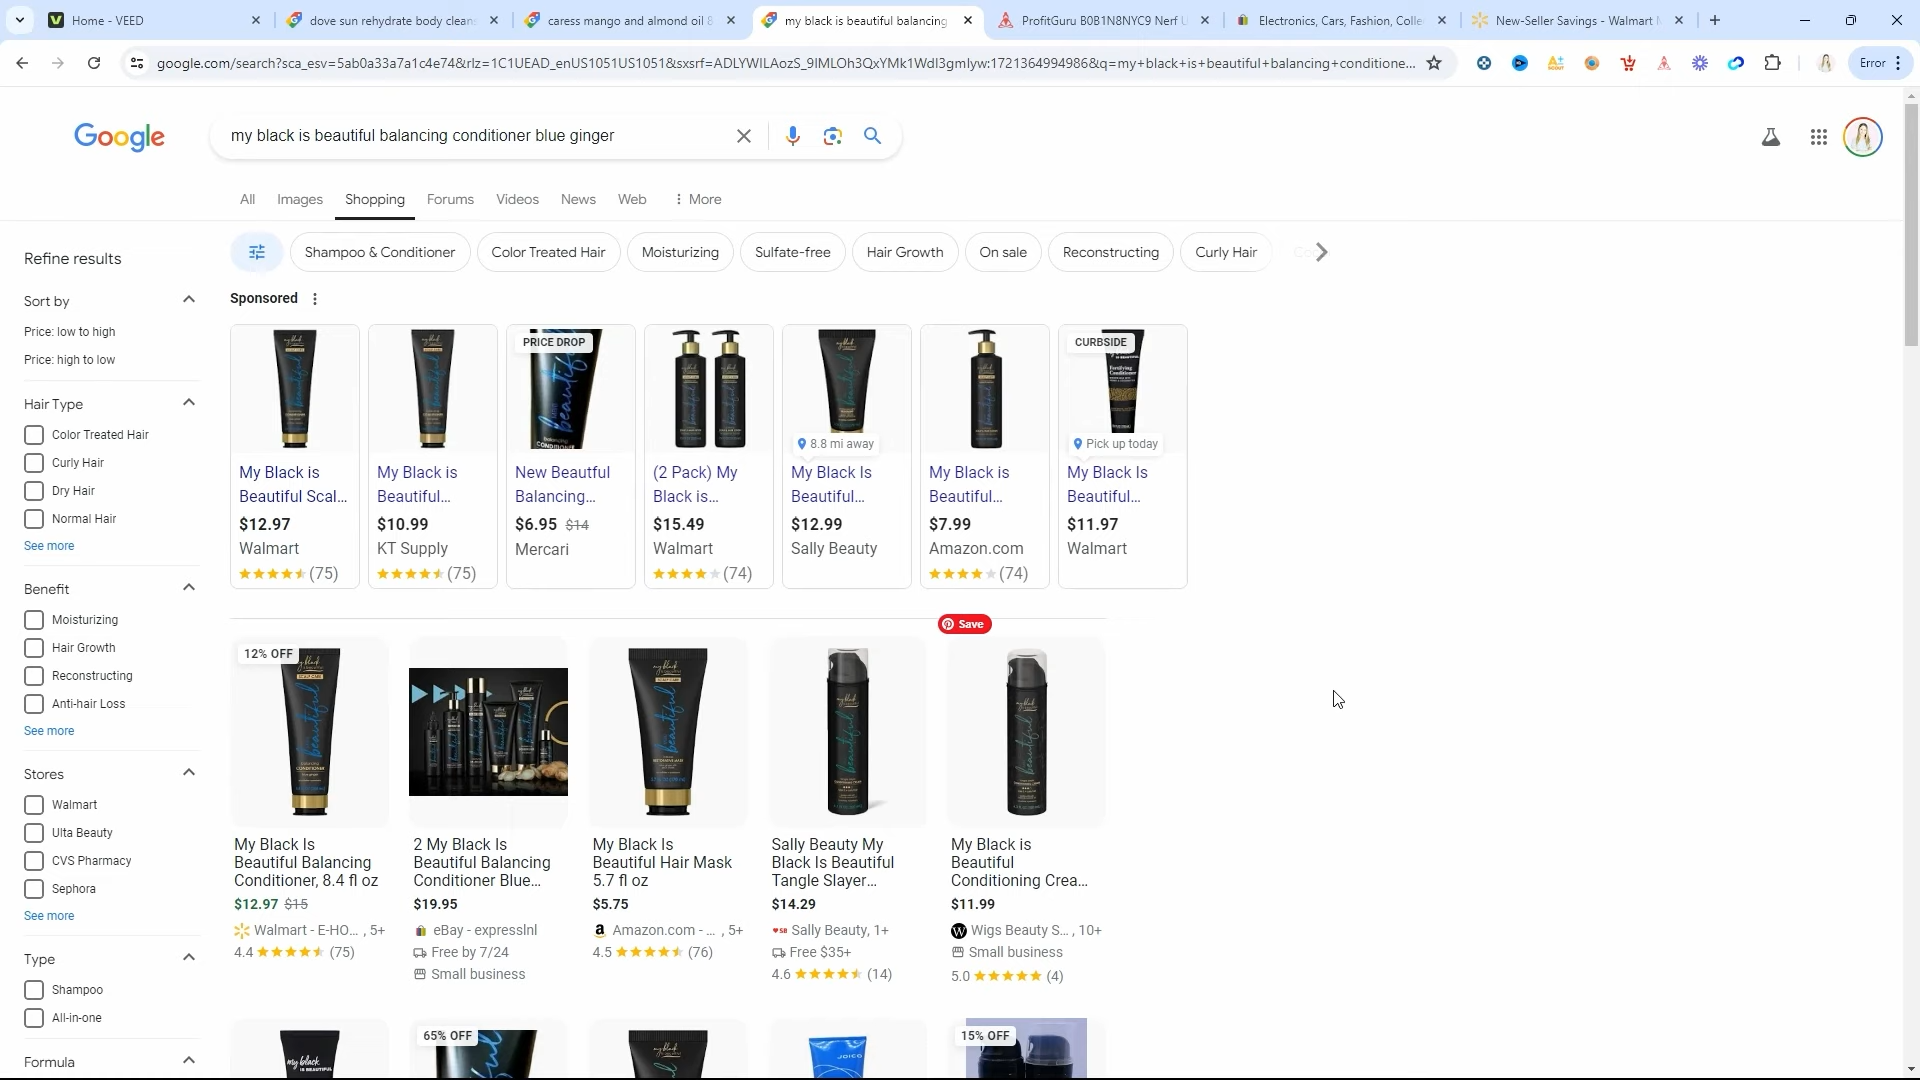 Home - VEED
dove sun rehydrate body cleans
caress mango and almond oil 8
my black is beautiful balancing
ProfitGuru B0B1N8NYC9 Nerf U
Electronics, Cars, Fashion, Colle
New-Seller Savings - Walmart M
google.com/search?sca_esv=5ab0a33a7a1c4e74&rlz=1C1UEAD_enUS1051US1051&sxsrf=ADLYWILAozS_9IMLOh3QxYMk1WdI3gmIyw:1721364994986&q=my+black+is+beautiful+balancing+conditione...
Error
Google
my black is beautiful balancing conditioner blue ginger
All
Images
Shopping
Forums
Videos
News
Web
More
Refine results
Shampoo & Conditioner
Color Treated Hair
Moisturizing
Sulfate-free
Hair Growth
On sale
Reconstructing
Curly Hair
Sort by
Price: low to high
Price: high to low
Hair Type
Color Treated Hair
Curly Hair
Dry Hair
Normal Hair
See more
Benefit
Moisturizing
Hair Growth
Reconstructing
Anti-hair Loss
See more
Stores
Walmart
Ulta Beauty
CVS Pharmacy
Sephora
See more
Type
Shampoo
All-in-one
Formula
Sponsored
My Black is
Beautiful Scal...
$12.97
Walmart
(75)
My Black is
Beautiful...
$10.99
KT Supply
(75)
PRICE DROP
New Beautful
Balancing...
$6.95 $14
Mercari
(2 Pack) My
Black is...
$15.49
Walmart
(74)
8.8 mi away
My Black Is
Beautiful...
$12.99
Sally Beauty
My Black is
Beautiful...
$7.99
Amazon.com
(74)
CURBSIDE
Pick up today
My Black Is
Beautiful...
$11.97
Walmart
Save
12% OFF
My Black Is
Beautiful Balancing
Conditioner, 8.4 fl oz
$12.97 $15
Walmart - E-HO... , 5+
4.4 (75)
2 My Black Is
Beautiful Balancing
Conditioner Blue...
$19.95
eBay - expresslnl
Free by 7/24
Small business
My Black Is
Beautiful Hair Mask
5.7 fl oz
$5.75
Amazon.com - ... , 5+
4.5 (76)
Sally Beauty My
Black Is Beautiful
Tangle Slayer...
$14.29
Sally Beauty, 1+
Free $35+
4.6 (14)
My Black is
Beautiful
Conditioning Crea...
$11.99
Wigs Beauty S... , 10+
Small business
5.0 (4)
65% OFF
JOICO
15% OFF